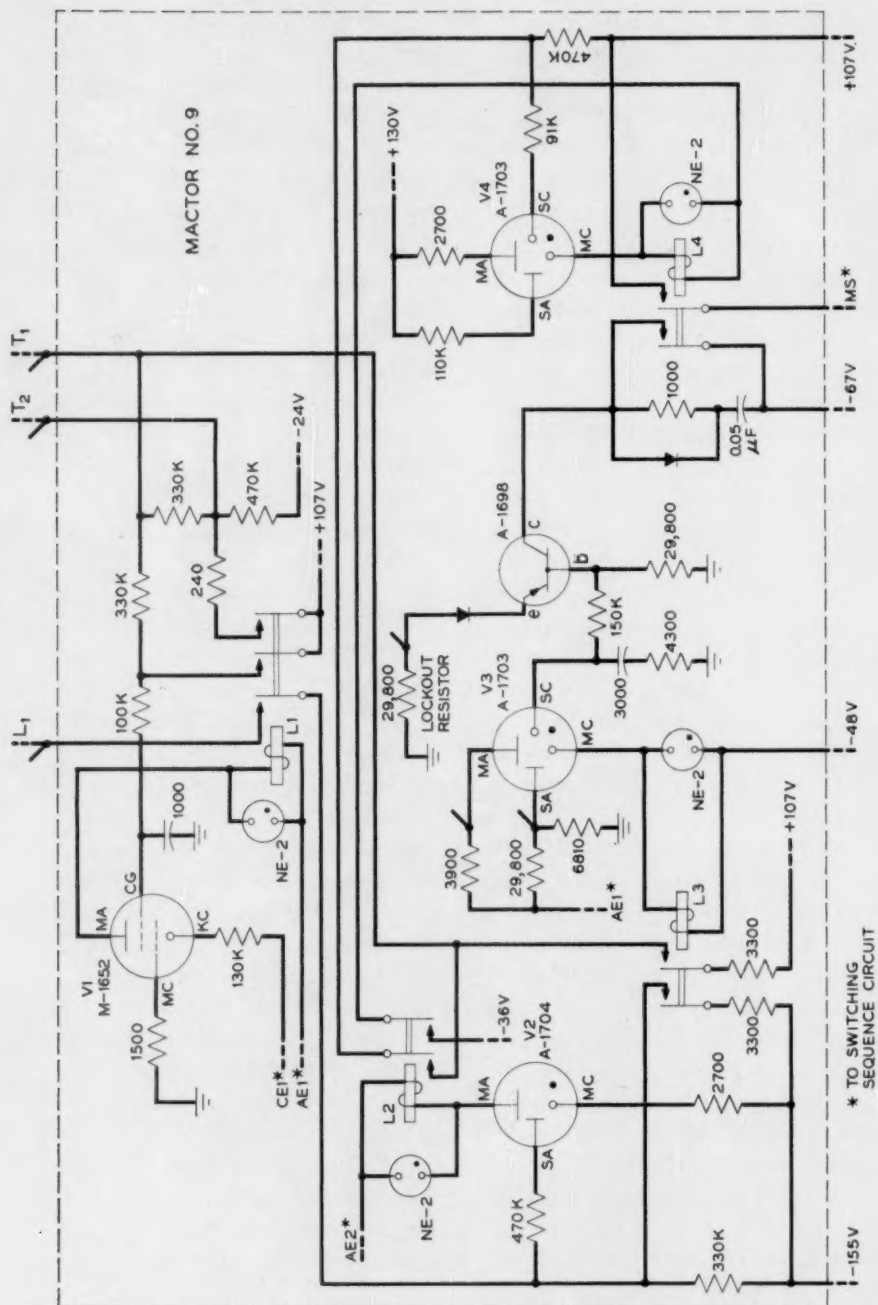 MACTOR NO. 9
T1
T2
L1
330K
330K
470K
-24V
240
+107V
100K
L1
1000
NE-2
CG
MA
KC
MC
V1
M-1652
130K
1500
CE1*
AE1*
+130V
470K
91K
V4
A-1703
2700
110K
MA
SC
SA
MC
NE-2
L4
+107V
MS*
-67V
1000
0.05
μF
A-1698
e
C
b
29,800
LOCKOUT
RESISTOR
29,800
150K
3000
4300
V3
A-1703
MA
SC
SA
MC
3900
29,800
6810
AE1*
NE-2
L3
-48V
+107V
3300
3300
-36V
V2
A-1704
L2
MA
MC
SA
NE-2
AE2*
470K
2700
330K
-155V
* TO SWITCHING
SEQUENCE CIRCUIT